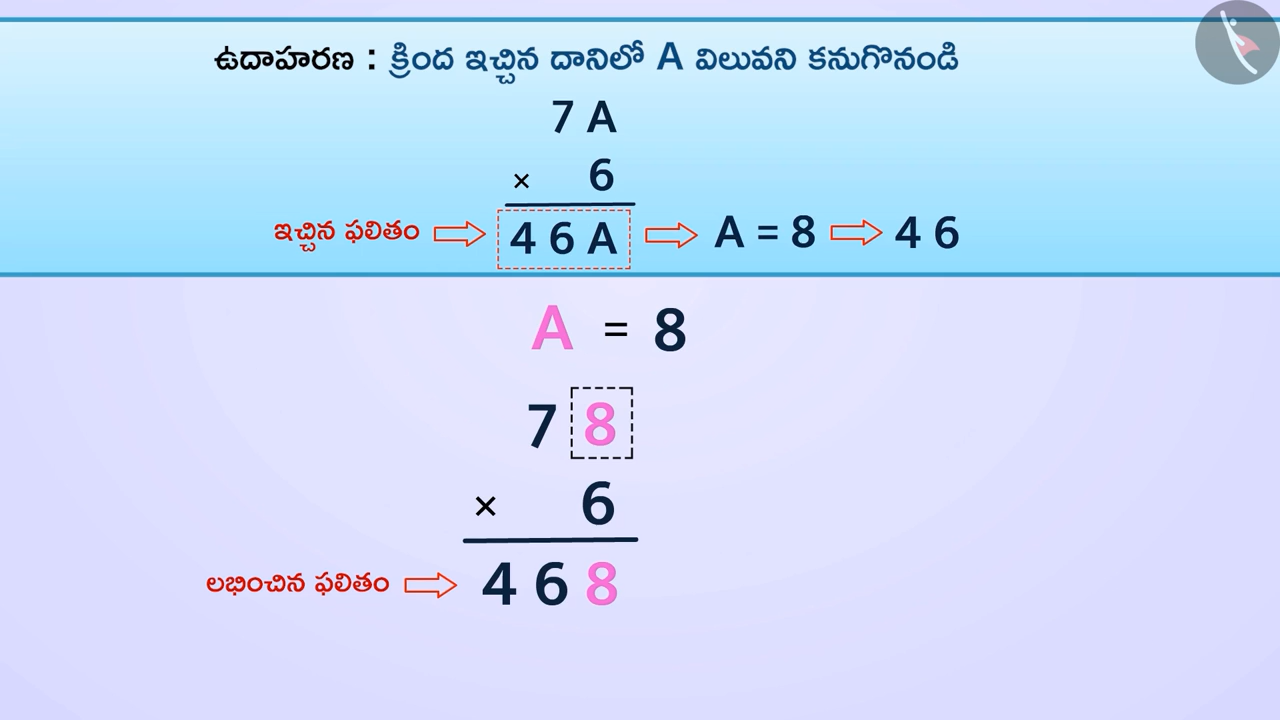 ఉదాహరణ : క్రింద ఇచ్చిన దానిలో A విలువని కనుగొనండి
7 A
× 6
ఇచ్చిన ఫలితం ⇨ 4 6 A ⇨ A = 8 ⇨ 4 6
A = 8
7 8
× 6
లభించిన ఫలితం ⇨ 4 6 8